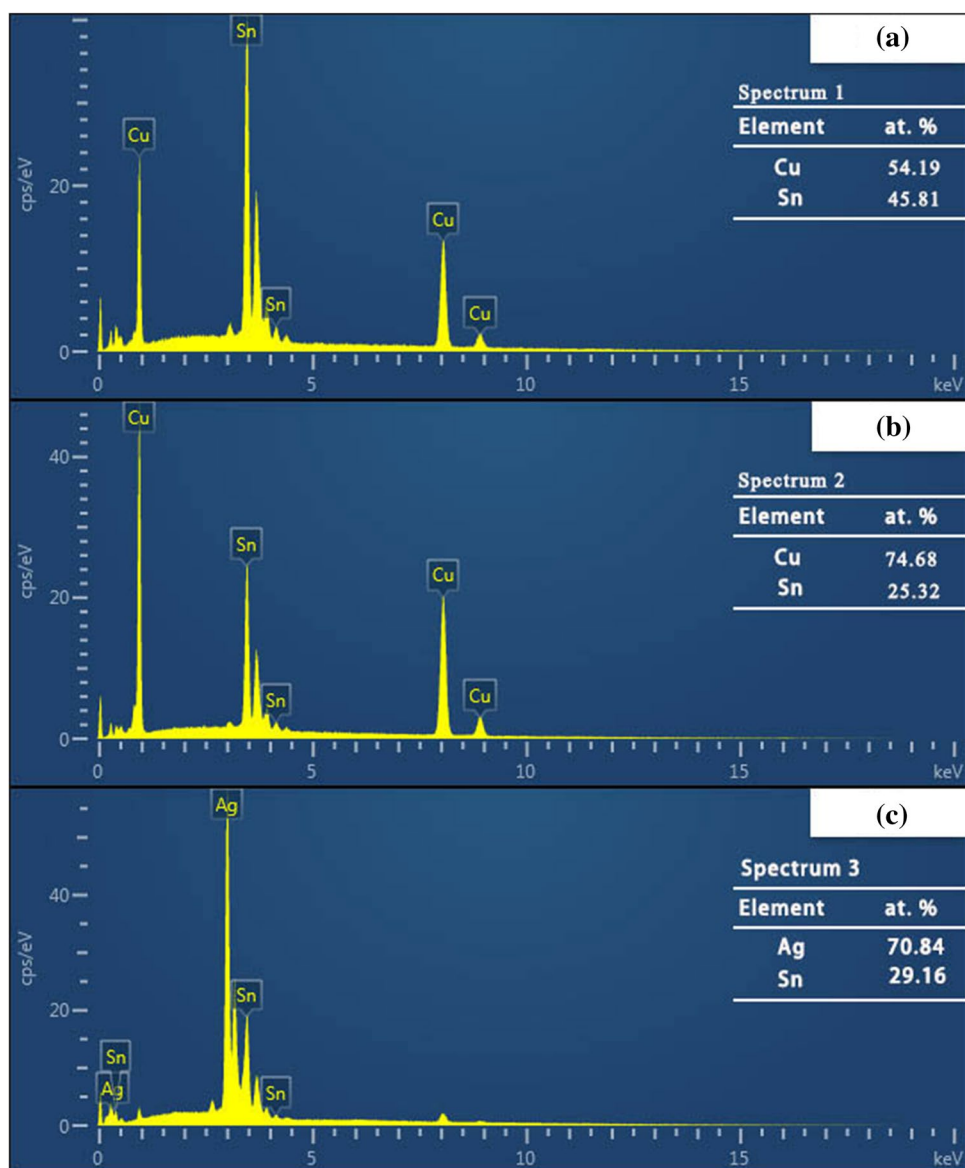 (a)
Sn
Spectrum 1
Element at. %
Cu 54.19
Sn 45.81
Cu
20
cps/eV
Cu
Sn
Cu
0
0 5 10 15 keV
(b)
Cu
40
Spectrum 2
Element at. %
Cu 74.68
Sn 25.32
Sn
Cu
cps/eV
20
Sn
Cu
0
0 5 10 15 keV
(c)
Ag
Spectrum 3
Element at. %
Ag 70.84
Sn 29.16
40
cps/eV
20
Sn
Sn
Ag
Sn
0
0 5 10 15 keV